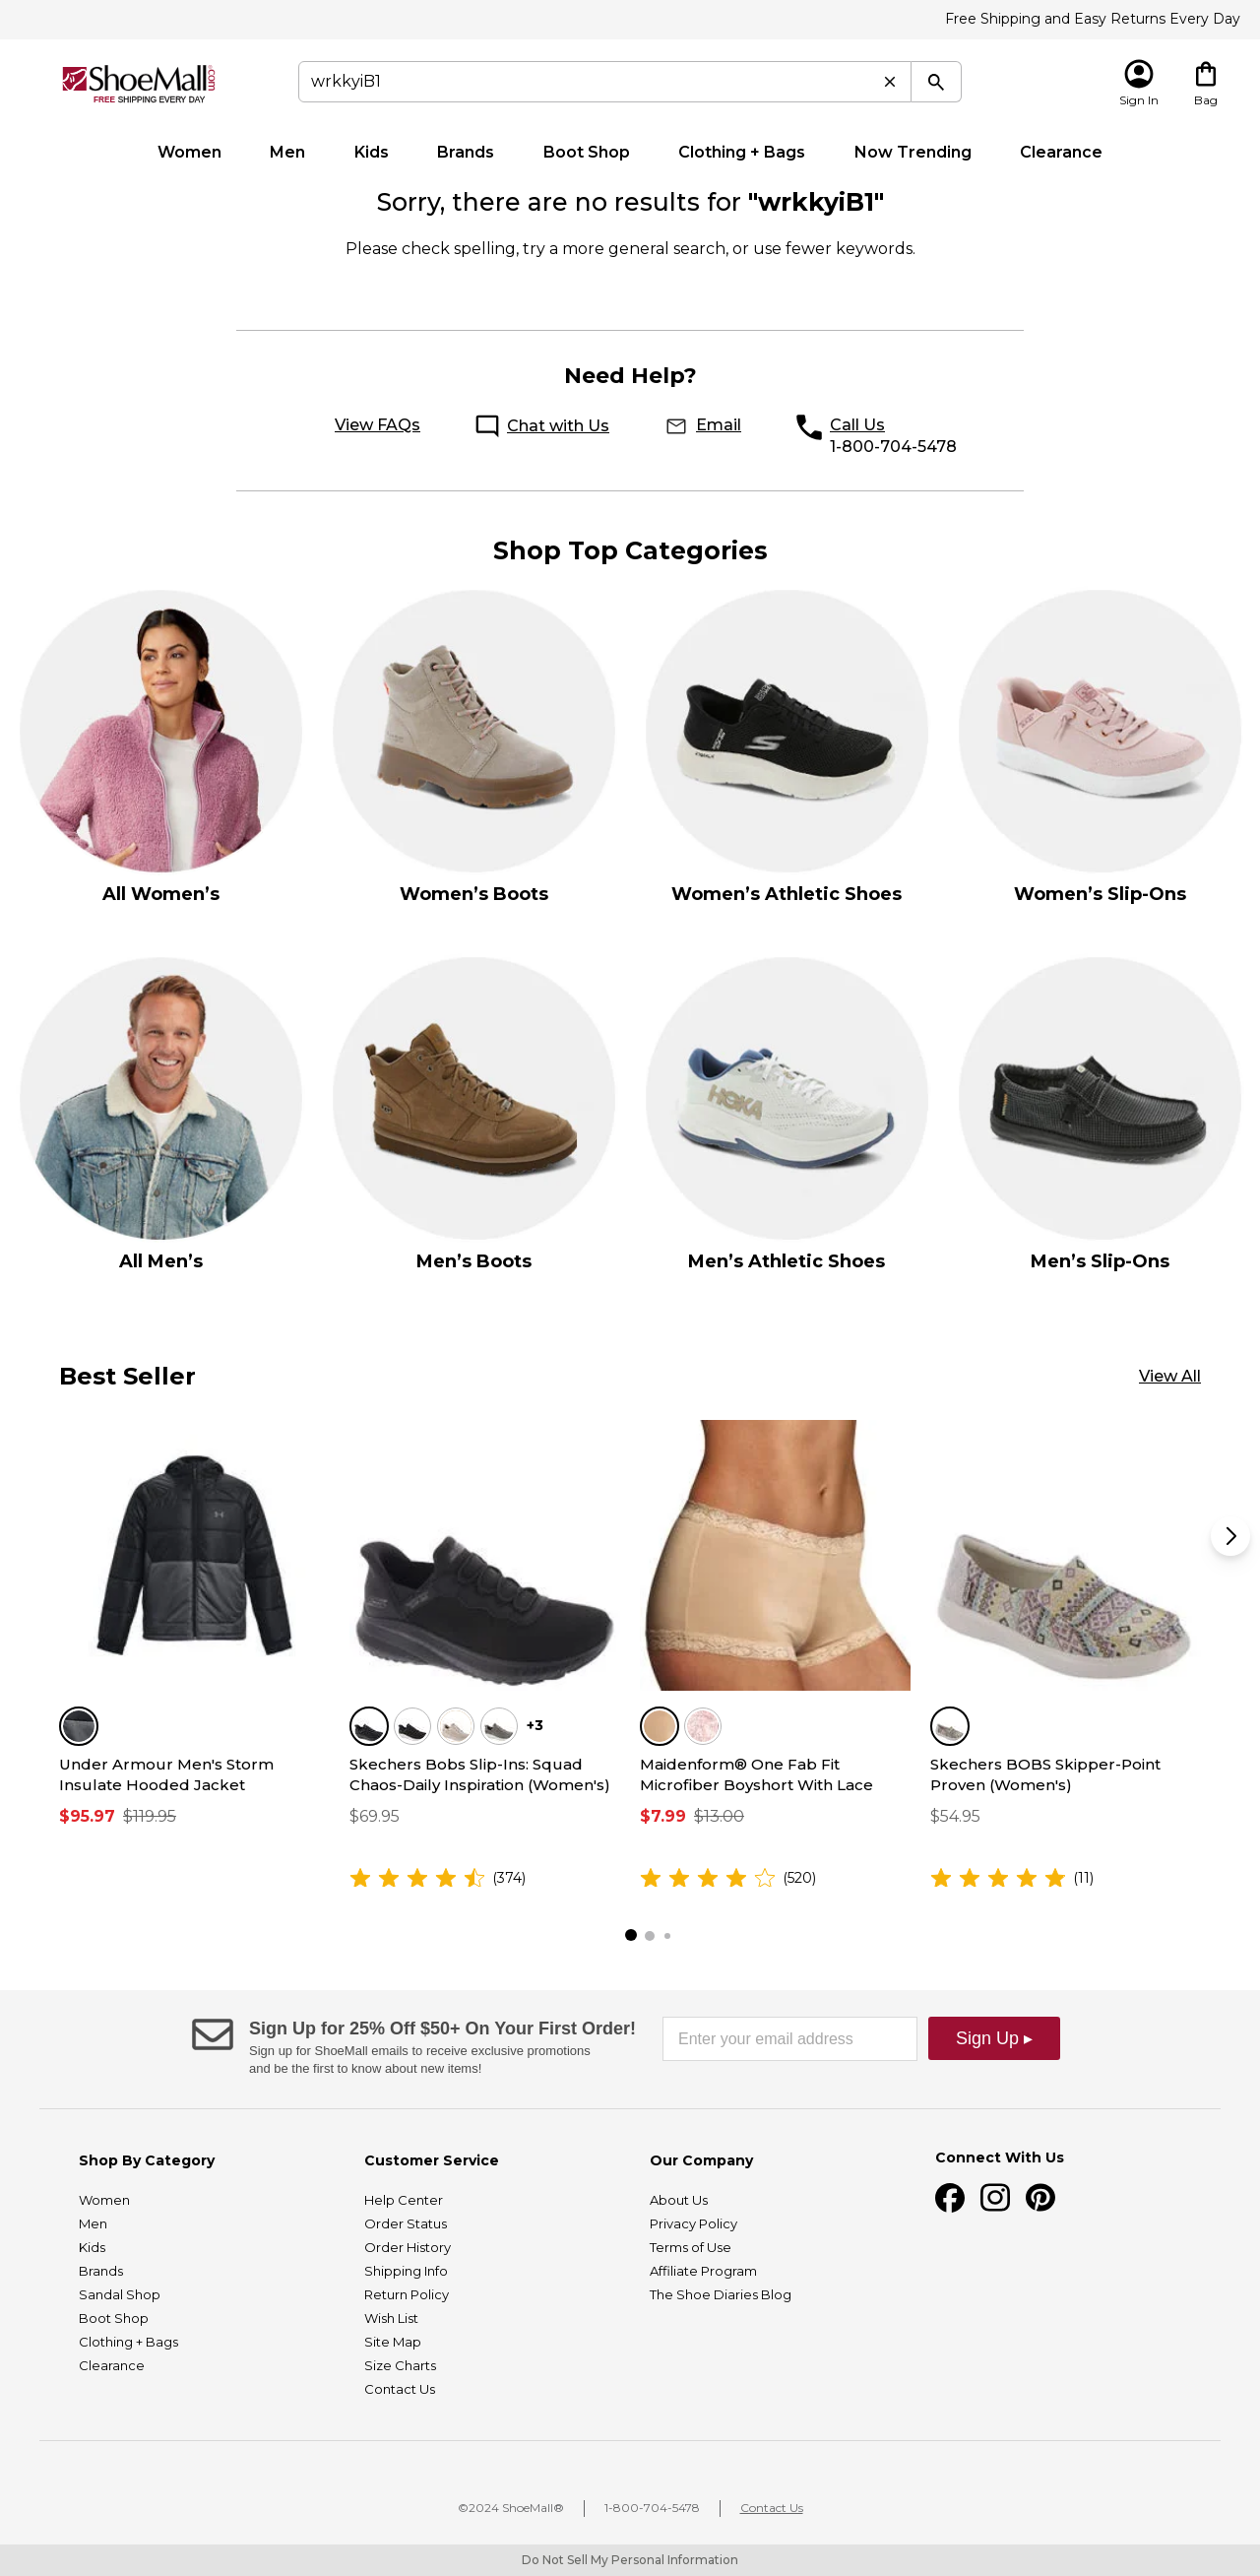 Free Shipping and Easy Returns Every Day
ShoeMall.com
FREE SHIPPING EVERY DAY
wrkkyiB1
Sign In
Bag
Women Men Kids Brands Boot Shop Clothing + Bags Now Trending Clearance
Sorry, there are no results for "wrkkyiB1"
Please check spelling, try a more general search, or use fewer keywords.
Need Help?
View FAQs Chat with Us Email Call Us
1-800-704-5478
Shop Top Categories
All Women’s Women’s Boots Women’s Athletic Shoes Women’s Slip-Ons
HOKA
All Men’s Men’s Boots Men’s Athletic Shoes Men’s Slip-Ons
Best Seller View All
+3
Under Armour Men's Storm
Insulate Hooded Jacket
$95.97 $119.95
Skechers Bobs Slip-Ins: Squad
Chaos-Daily Inspiration (Women's)
$69.95
(374)
Maidenform® One Fab Fit
Microfiber Boyshort With Lace
$7.99 $13.00
(520)
Skechers BOBS Skipper-Point
Proven (Women's)
$54.95
(11)
Sign Up for 25% Off $50+ On Your First Order!
Sign up for ShoeMall emails to receive exclusive promotions
and be the first to know about new items!
Enter your email address
Sign Up ▸
Shop By Category
Women
Men
Kids
Brands
Sandal Shop
Boot Shop
Clothing + Bags
Clearance
Customer Service
Help Center
Order Status
Order History
Shipping Info
Return Policy
Wish List
Site Map
Size Charts
Contact Us
Our Company
About Us
Privacy Policy
Terms of Use
Affiliate Program
The Shoe Diaries Blog
Connect With Us
©2024 ShoeMall® 1-800-704-5478 Contact Us
Do Not Sell My Personal Information